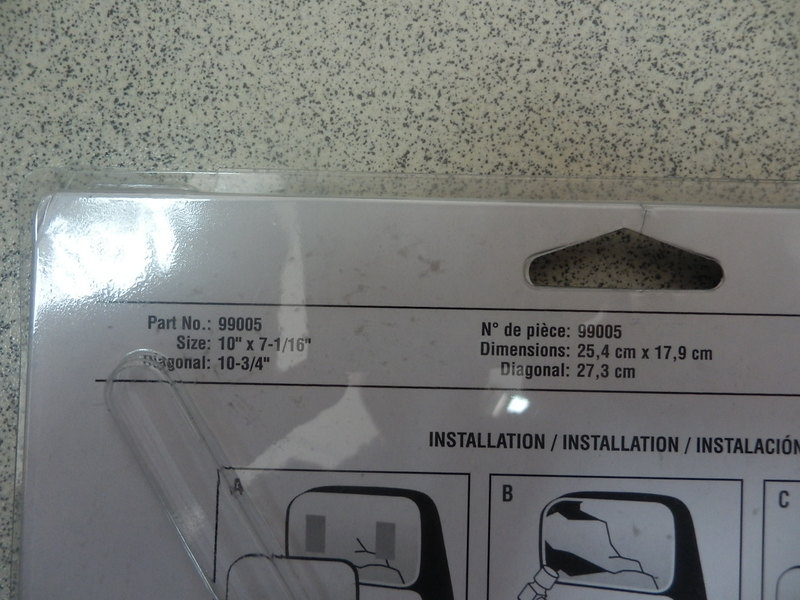 Part No.: 99005
Size: 10" x 7-1/16"
Diagonal: 10-3/4"
N° de pièce: 99005
Dimensions: 25,4 cm x 17,9 cm
Diagonal: 27,3 cm
INSTALLATION / INSTALLATION / INSTALACIÓN
A
B
C